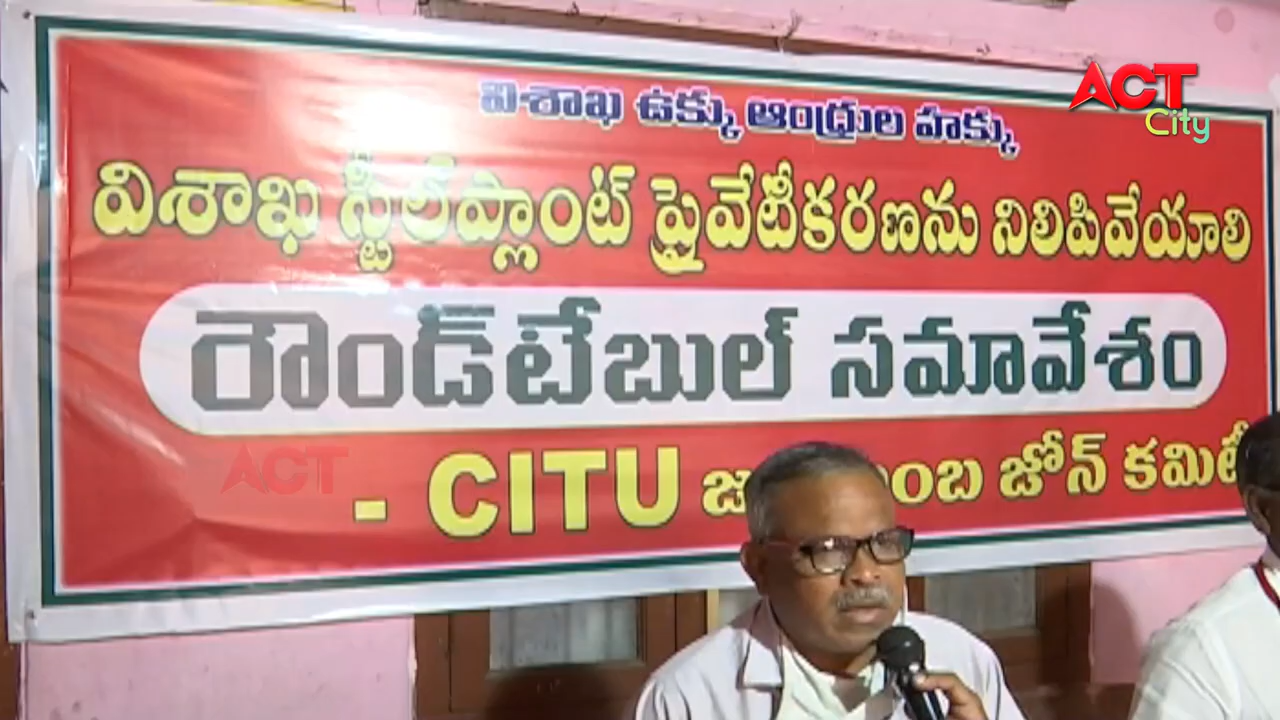 ACT
City
విశాఖ ఉక్కు ఆంధ్రుల హక్కు
విశాఖ స్టీల్‌ప్లాంట్ ప్రైవేటీకరణను నిలిపివేయాలి
రౌండ్‌టేబుల్ సమావేశం
ACT
- CITU జోన్ కమిటీ